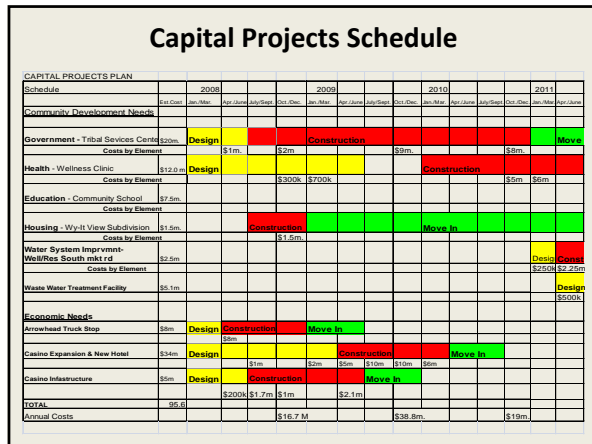 Capital Projects Schedule
CAPITAL PROJECTS PLAN
Schedule 2008 2009 2010 2011
Est.Cost Jan./Mar. Apr./June July/Sept. Oct./Dec. Jan./Mar. Apr./June July/Sept. Oct./Dec. Jan./Mar. Apr./June Oct./Dec. Jan./Mar. Apr./June
Community Development Needs
Government - Tribal Sevices Cente $20m. Design Construction Move
Costs by Element $1m. $2m $9m. $8m.
Health - Wellness Clinic $12.0 m Design Construction
Costs by Element $300k $700k $5m $6m
Education - Community School $7.5m.
Costs by Element
Housing - Wy-It View Subdivision $1.5m. Construction Move In
Costs by Element $1.5m.
Water System Imprvmnt-
Well/Res South mkt rd $2.5m Desig Const
Costs by Element $250k $2.25m
Waste Water Treatment Facility $5.1m Design
$500k
Economic Needs
Arrowhead Truck Stop $8m Design Construction Move In
$8m
Casino Expansion & New Hotel $34m Design Construction Move In
$1m $2m $5m $10m $10m $6m
Casino Infastructure $5m Design Construction Move In
$200k $1.7m $1m $2.1m
TOTAL 95.6
Annual Costs $16.7 M $38.8m. $19m.